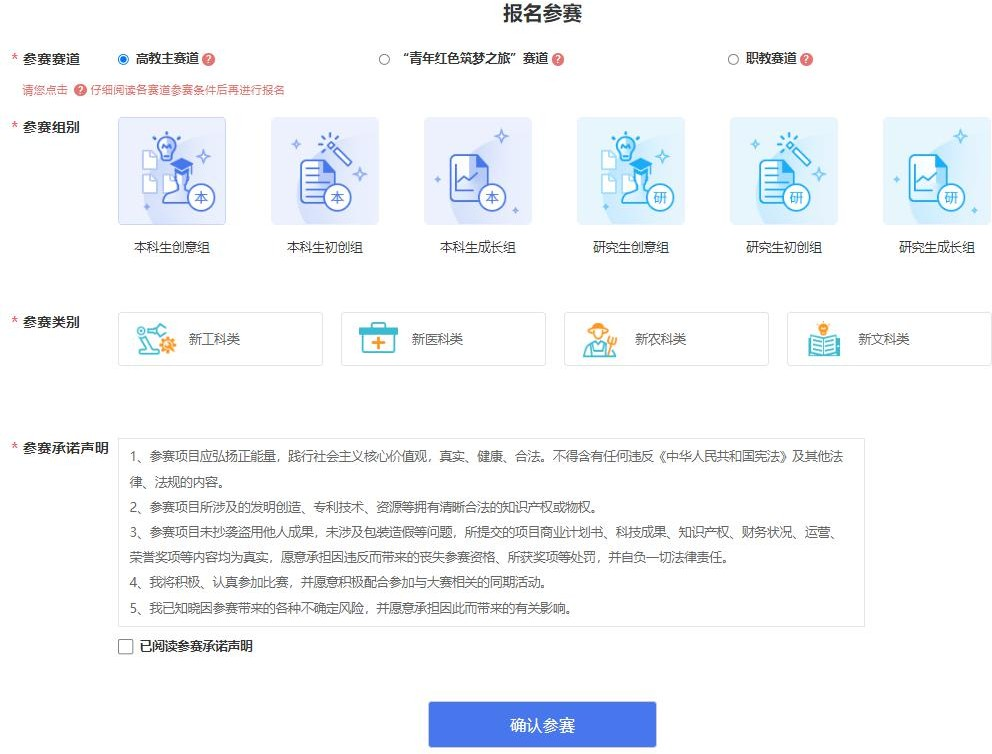 报名参赛
* 参赛赛道 高教主赛道 ? “青年红色筑梦之旅”赛道 ? 职教赛道 ?
请您点击 ? 仔细阅读各赛道参赛条件后再进行报名
* 参赛组别
本 本 本 研 研 研
本科生创意组 本科生初创组 本科生成长组 研究生创意组 研究生初创组 研究生成长组
* 参赛类别 新工科类 新医科类 新农科类 新文科类
* 参赛承诺声明
1、参赛项目应弘扬正能量，践行社会主义核心价值观，真实、健康、合法。不得含有任何违反《中华人民共和国宪法》及其他法
律、法规的内容。
2、参赛项目所涉及的发明创造、专利技术、资源等拥有清晰合法的知识产权或物权。
3、参赛项目未抄袭盗用他人成果，未涉及包装造假等问题，所提交的项目商业计划书、科技成果、知识产权、财务状况、运营、
荣誉奖项等内容均为真实，愿意承担因违反而带来的丧失参赛资格、所获奖项等处罚，并自负一切法律责任。
4、我将积极、认真参加比赛，并愿意积极配合参加与大赛相关的同期活动。
5、我已知晓因参赛带来的各种不确定风险，并愿意承担因此而带来的有关影响。
已阅读参赛承诺声明
确认参赛